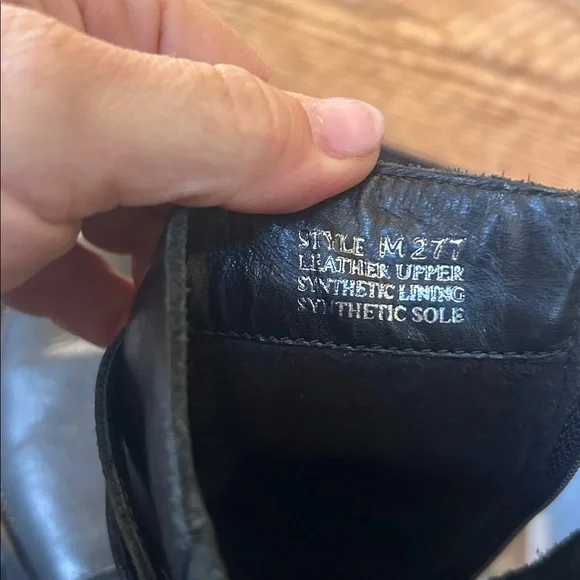 STYLE M 277
LEATHER UPPER
SYNTHETIC LINING
SYNTHETIC SOLE